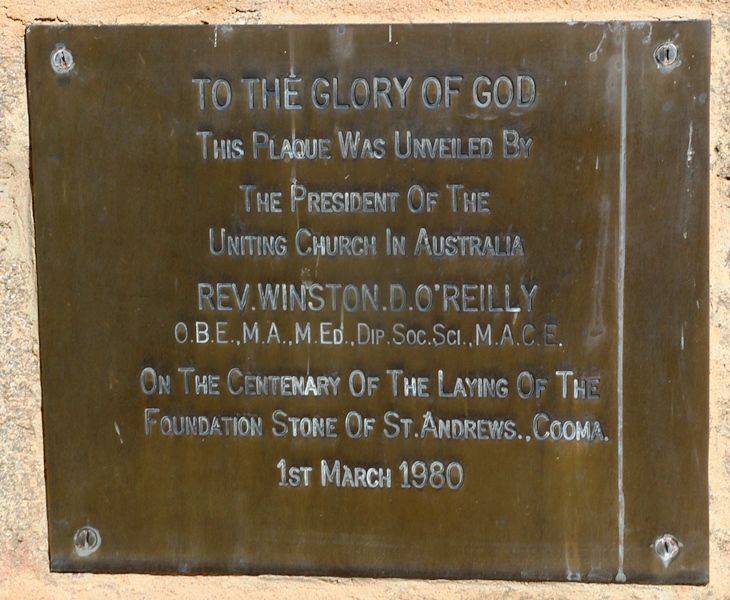 TO THE GLORY OF GOD
THIS PLAQUE WAS UNVEILED BY
THE PRESIDENT OF THE
UNITING CHURCH IN AUSTRALIA
REV.WINSTON.D.O'REILLY
O.B.E.,M.A.,M.ED.,DIP.SOC.SCI.,M.A.C.E.
ON THE CENTENARY OF THE LAYING OF THE
FOUNDATION STONE OF ST.ANDREWS.,COOMA.
1ST MARCH 1980